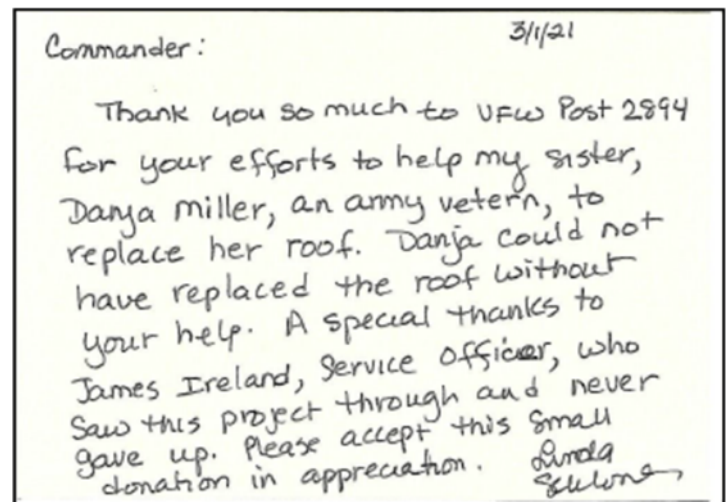 3/1/21
Commander:
Thank you so much to VFW Post 2894
for your efforts to help my sister,
Danja Miller, an army vetern, to
replace her roof. Danja could not
have replaced the roof without
your help. A special thanks to
James Ireland, Service Officer, who
saw this project through and never
gave up. Please accept this small
donation in appreciation. Linda